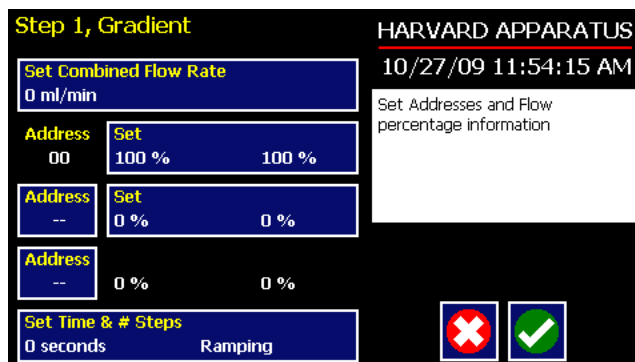 Step 1, Gradient
Set Combined Flow Rate
0 ml/min
Address Set
00 100 % 100 %
Address Set
-- 0 % 0 %
Address
-- 0 % 0 %
Set Time & # Steps
0 seconds Ramping
HARVARD APPARATUS
10/27/09 11:54:15 AM
Set Addresses and Flow
percentage information